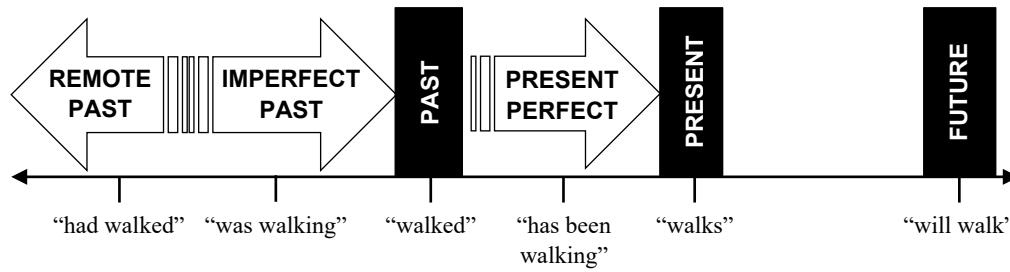 REMOTE
PAST
IMPERFECT
PAST
PAST
PRESENT
PERFECT
PRESENT
FUTURE
“had walked”
“was walking”
“walked”
“has been
walking”
“walks”
“will walk”